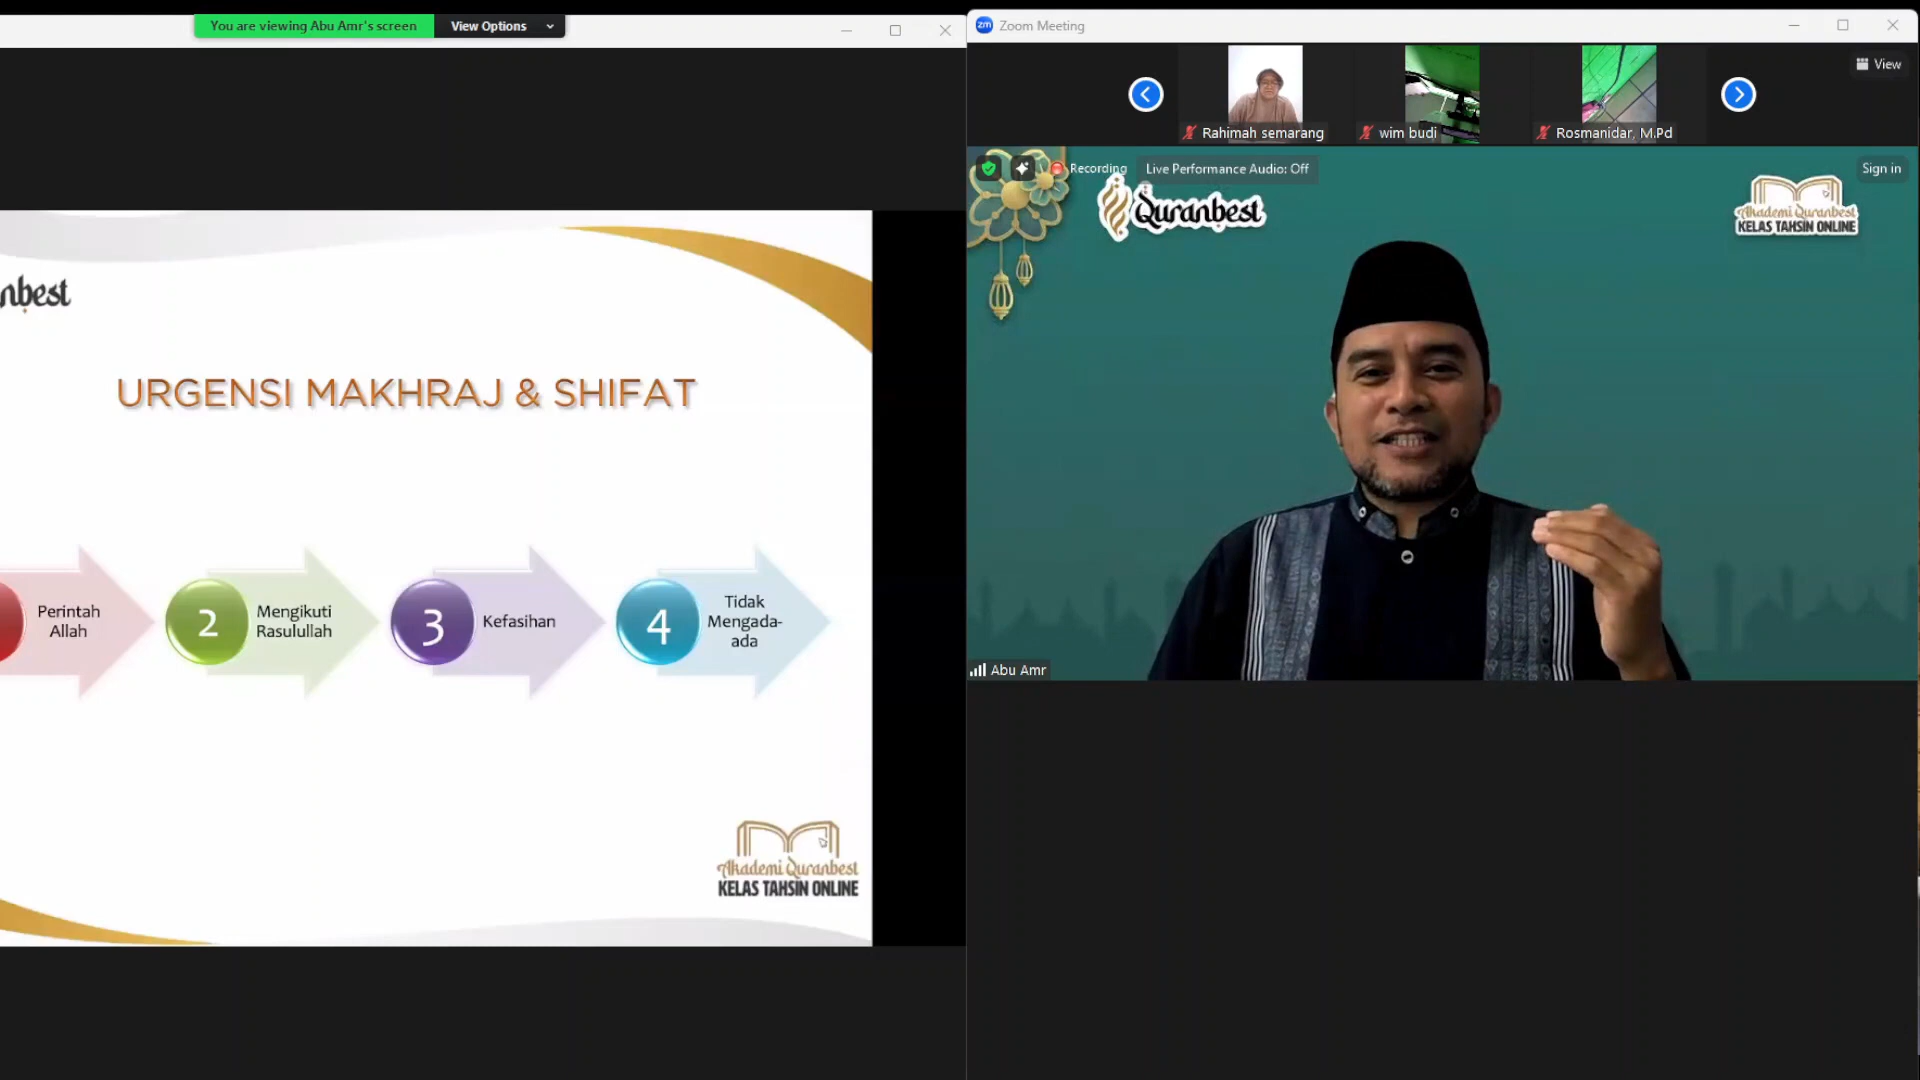 You are viewing Abu Amr's screen
View Options
nbest
URGENSI MAKHRAJ & SHIFAT
Perintah
Allah
2
Mengikuti
Rasulullah
3
Kefasihan
4
Tidak
Mengada-
ada
Akademi Quranbest
KELAS TAHSIN ONLINE
zm Zoom Meeting
View
Rahimah semarang
wim budi
Rosmanidar, M.Pd
Recording
Live Performance Audio: Off
Sign in
Quranbest
Akademi Quranbest
KELAS TAHSIN ONLINE
Abu Amr